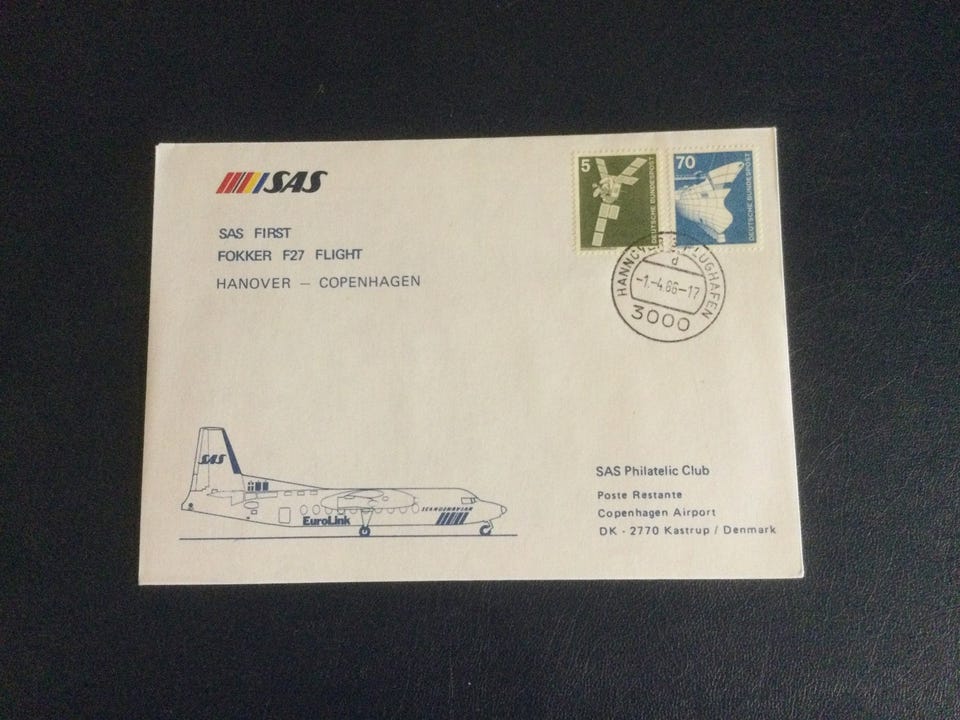 SAS
SAS FIRST
FOKKER F27 FLIGHT
HANOVER – COPENHAGEN
5
DEUTSCHE BUNDESPOST
70
DEUTSCHE BUNDESPOST
HANNOVER FLUGHAFEN
d
-1.-4.86-17
3000
SAS
EuroLink
SCANDINAVIAN
SAS Philatelic Club
Poste Restante
Copenhagen Airport
DK - 2770 Kastrup / Denmark